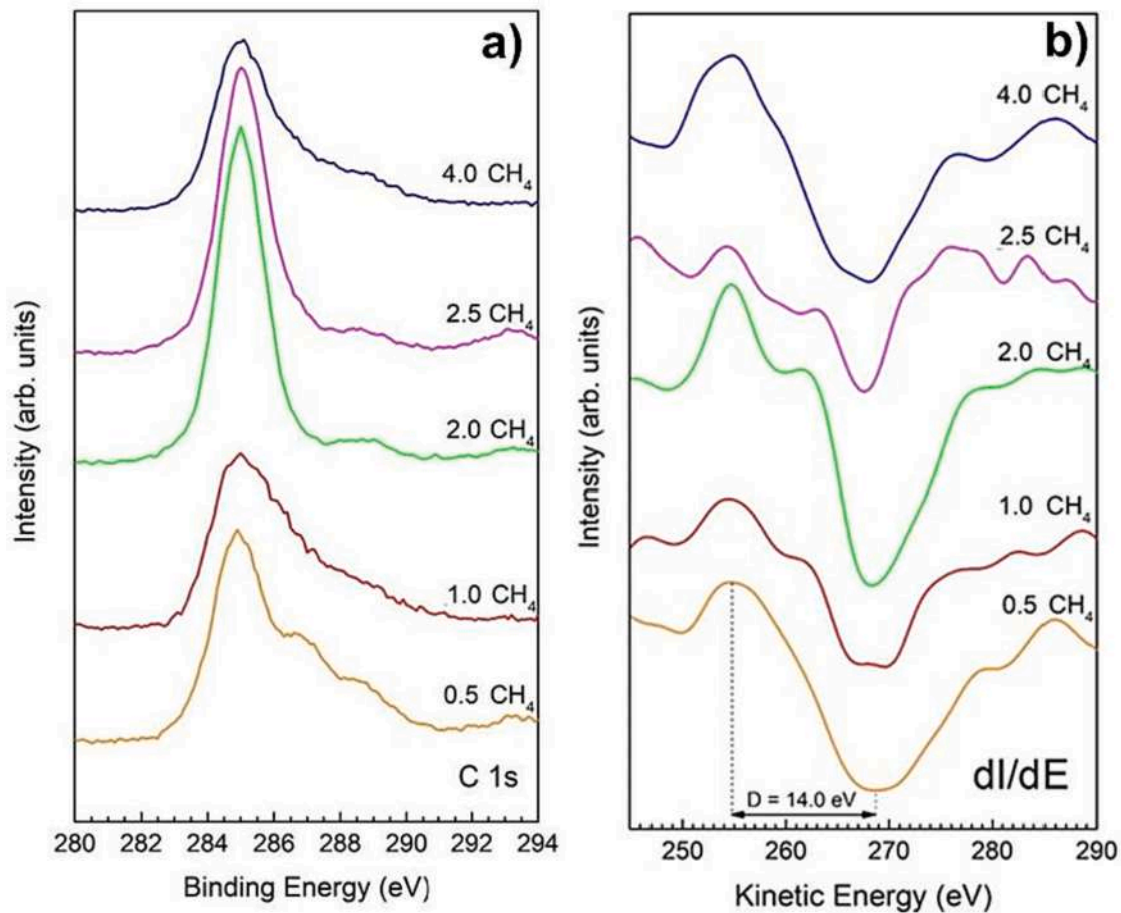 a)
4.0 CH₄
2.5 CH₄
2.0 CH₄
1.0 CH₄
0.5 CH₄
C 1s
Intensity (arb. units)
280 282 284 286 288 290 292 294
Binding Energy (eV)
b)
4.0 CH₄
2.5 CH₄
2.0 CH₄
1.0 CH₄
0.5 CH₄
dI/dE
D = 14.0 eV
Intensity (arb. units)
250 260 270 280 290
Kinetic Energy (eV)